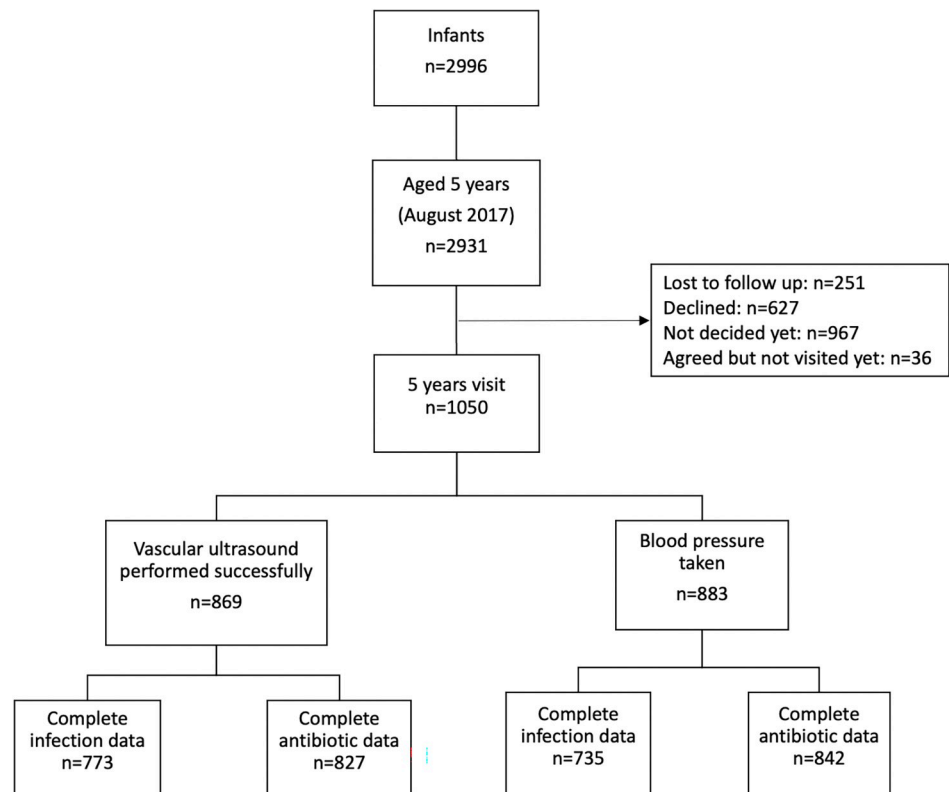 Infants
n=2996
Aged 5 years
(August 2017)
n=2931
Lost to follow up: n=251
Declined: n=627
Not decided yet: n=967
Agreed but not visited yet: n=36
5 years visit
n=1050
Vascular ultrasound
performed successfully
n=869
Blood pressure
taken
n=883
Complete
infection data
n=773
Complete
antibiotic data
n=827
Complete
infection data
n=735
Complete
antibiotic data
n=842